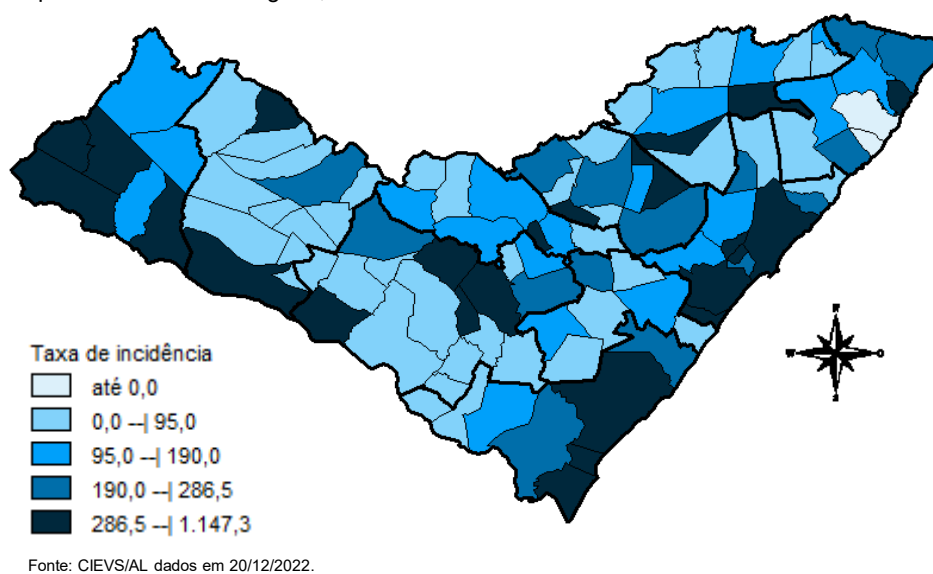 Taxa de incidência
até 0,0
0,0 --| 95,0
95,0 --| 190,0
190,0 --| 286,5
286,5 --| 1.147,3
Fonte: CIEVS/AL dados em 20/12/2022.